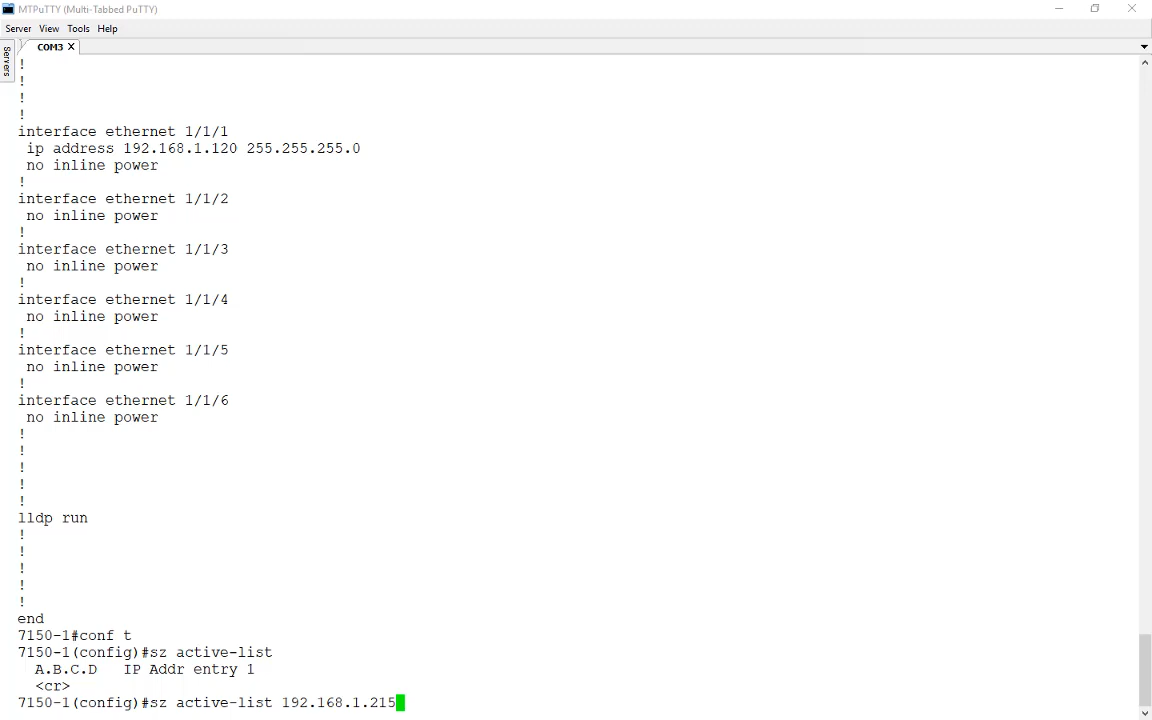 MTPuTTY (Multi-Tabbed PuTTY)
Server View Tools Help
Servers
COM3 X
!
!
!
!
interface ethernet 1/1/1
 ip address 192.168.1.120 255.255.255.0
 no inline power
!
interface ethernet 1/1/2
 no inline power
!
interface ethernet 1/1/3
 no inline power
!
interface ethernet 1/1/4
 no inline power
!
interface ethernet 1/1/5
 no inline power
!
interface ethernet 1/1/6
 no inline power
!
!
!
!
!
lldp run
!
!
!
!
!
end
7150-1#conf t
7150-1(config)#sz active-list
  A.B.C.D   IP Addr entry 1
  <cr>
7150-1(config)#sz active-list 192.168.1.215